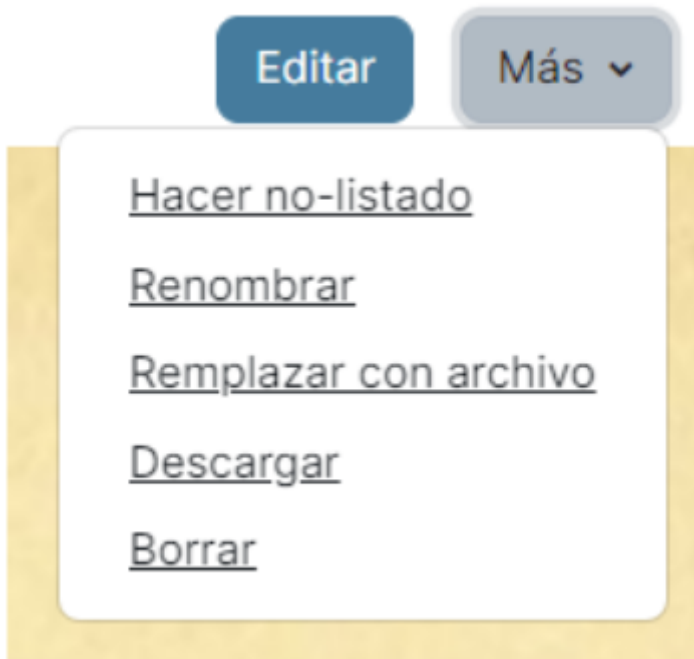 Editar Más
Hacer no-listado
Renombrar
Remplazar con archivo
Descargar
Borrar